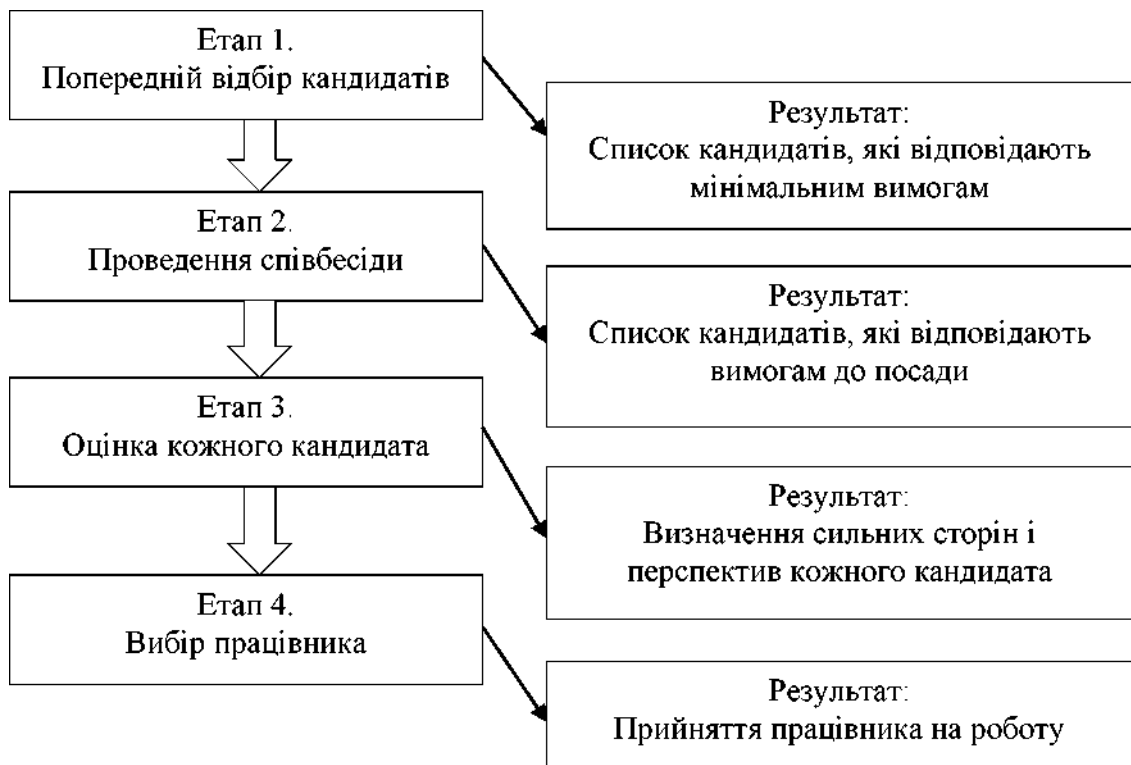 Етап 1.
Попередній відбір кандидатів
Результат:
Список кандидатів, які відповідають
мінімальним вимогам
Етап 2.
Проведення співбесіди
Результат:
Список кандидатів, які відповідають
вимогам до посади
Етап 3.
Оцінка кожного кандидата
Результат:
Визначення сильних сторін і
перспектив кожного кандидата
Етап 4.
Вибір працівника
Результат:
Прийняття працівника на роботу